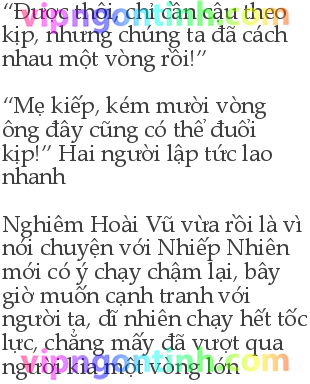 “Được thôi, chỉ cần cậu theo
kịp, nhưng chúng ta đã cách
nhau một vòng rồi!”
“Mẹ kiếp, kém mười vòng
ông đây cũng có thể đuổi
kịp!” Hai người lập tức lao
nhanh
Nghiêm Hoài Vũ vừa rồi là vì
nói chuyện với Nhiếp Nhiên
mới có ý chạy chậm lại, bây
giờ muốn cạnh tranh với
người ta, dĩ nhiên chạy hết tốc
lực, chẳng mấy đã vượt qua
người kia một vòng lớn
vipngontinh.com
vipngontinh.com